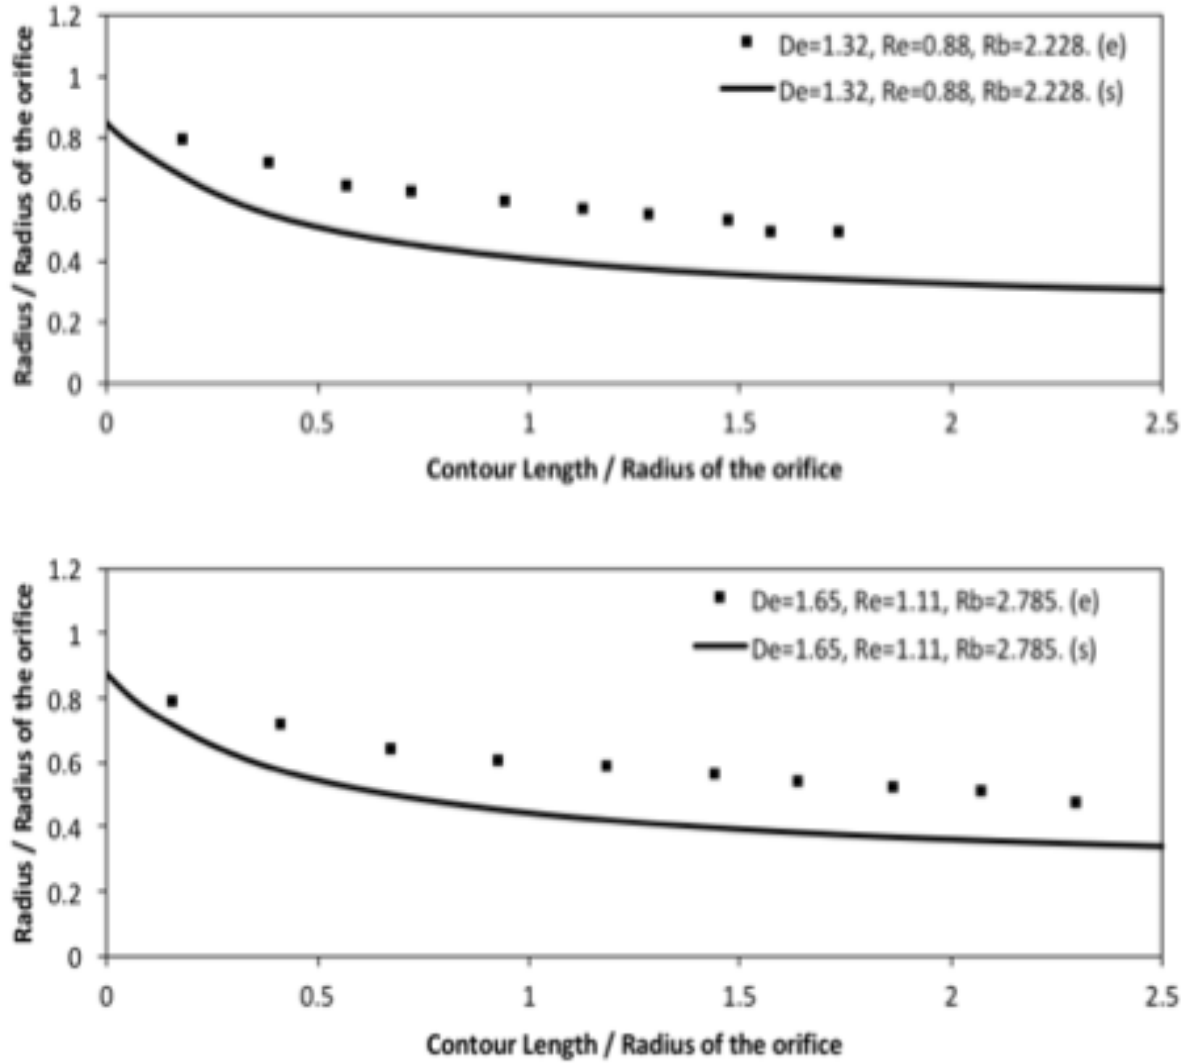 1.2
1
0.8
0.6
0.4
0.2
0
Radius / Radius of the orifice
De=1.32, Re=0.88, Rb=2.228. (e)
De=1.32, Re=0.88, Rb=2.228. (s)
0 0.5 1 1.5 2 2.5
Contour Length / Radius of the orifice
1.2
1
0.8
0.6
0.4
0.2
0
Radius / Radius of the orifice
De=1.65, Re=1.11, Rb=2.785. (e)
De=1.65, Re=1.11, Rb=2.785. (s)
0 0.5 1 1.5 2 2.5
Contour Length / Radius of the orifice